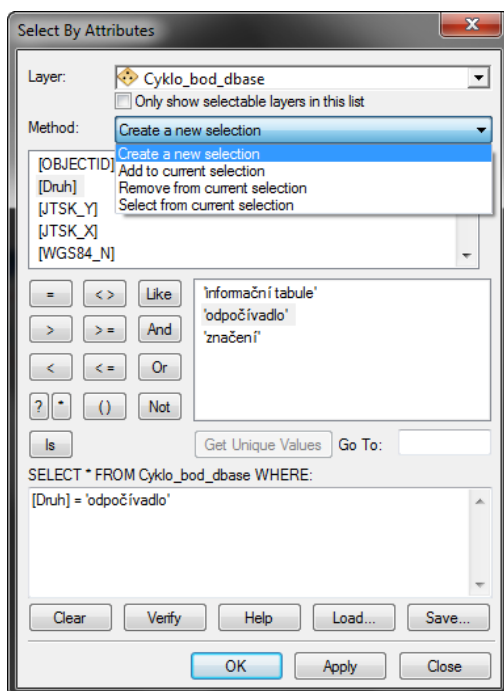 Select By Attributes
Layer:
Cyklo_bod_dbase
Only show selectable layers in this list
Method:
Create a new selection
Create a new selection
Add to current selection
Remove from current selection
Select from current selection
[OBJECTID]
[Druh]
[JTSK_Y]
[JTSK_X]
[WGS84_N]
= <> Like
> >= And
< <= Or
? * () Not
Is
'informační tabule'
'odpočívadlo'
'značení'
Get Unique Values Go To:
SELECT * FROM Cyklo_bod_dbase WHERE:
[Druh] = 'odpočívadlo'
Clear Verify Help Load... Save...
OK Apply Close